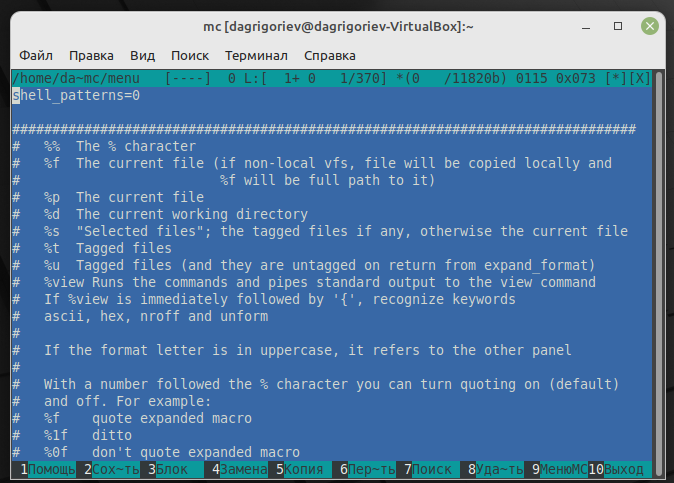 mc [dagrigoriev@dagrigoriev-VirtualBox]:~
Файл Правка Вид Поиск Терминал Справка
/home/da~mc/menu   [----]  0 L:[  1+ 0   1/370] *(0   /11820b) 0115 0x073 [*][X]
shell_patterns=0
##############################################################################
#   %%  The % character
#   %f  The current file (if non-local vfs, file will be copied locally and
#                         %f will be full path to it)
#   %p  The current file
#   %d  The current working directory
#   %s  "Selected files"; the tagged files if any, otherwise the current file
#   %t  Tagged files
#   %u  Tagged files (and they are untagged on return from expand_format)
#   %view Runs the commands and pipes standard output to the view command
#   If %view is immediately followed by '{', recognize keywords
#   ascii, hex, nroff and unform
#
#   If the format letter is in uppercase, it refers to the other panel
#
#   With a number followed the % character you can turn quoting on (default)
#   and off. For example:
#   %f    quote expanded macro
#   %1f   ditto
#   %0f   don't quote expanded macro
1Помощь 2Сох~ть 3Блок 4Замена 5Копия 6Пер~ть 7Поиск 8Уда~ть 9МенюMC 10Выход